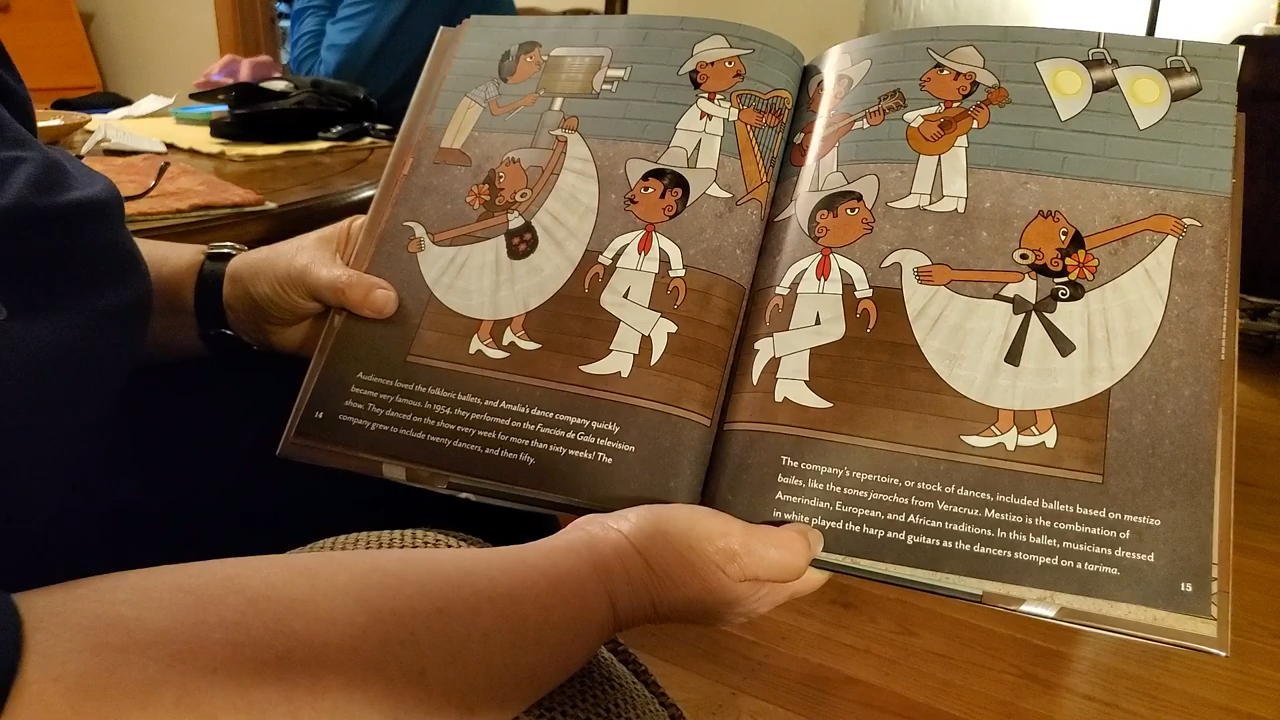 Audiences loved the folkloric ballets, and Amalia's dance company quickly
became very famous. In 1954, they performed on the Función de Gala television
show. They danced on the show every week for more than sixty weeks! The
company grew to include twenty dancers, and then fifty.
14
The company's repertoire, or stock of dances, included ballets based on mestizo
bailes, like the sones jarochos from Veracruz. Mestizo is the combination of
Amerindian, European, and African traditions. In this ballet, musicians dressed
in white played the harp and guitars as the dancers stomped on a tarima.
15